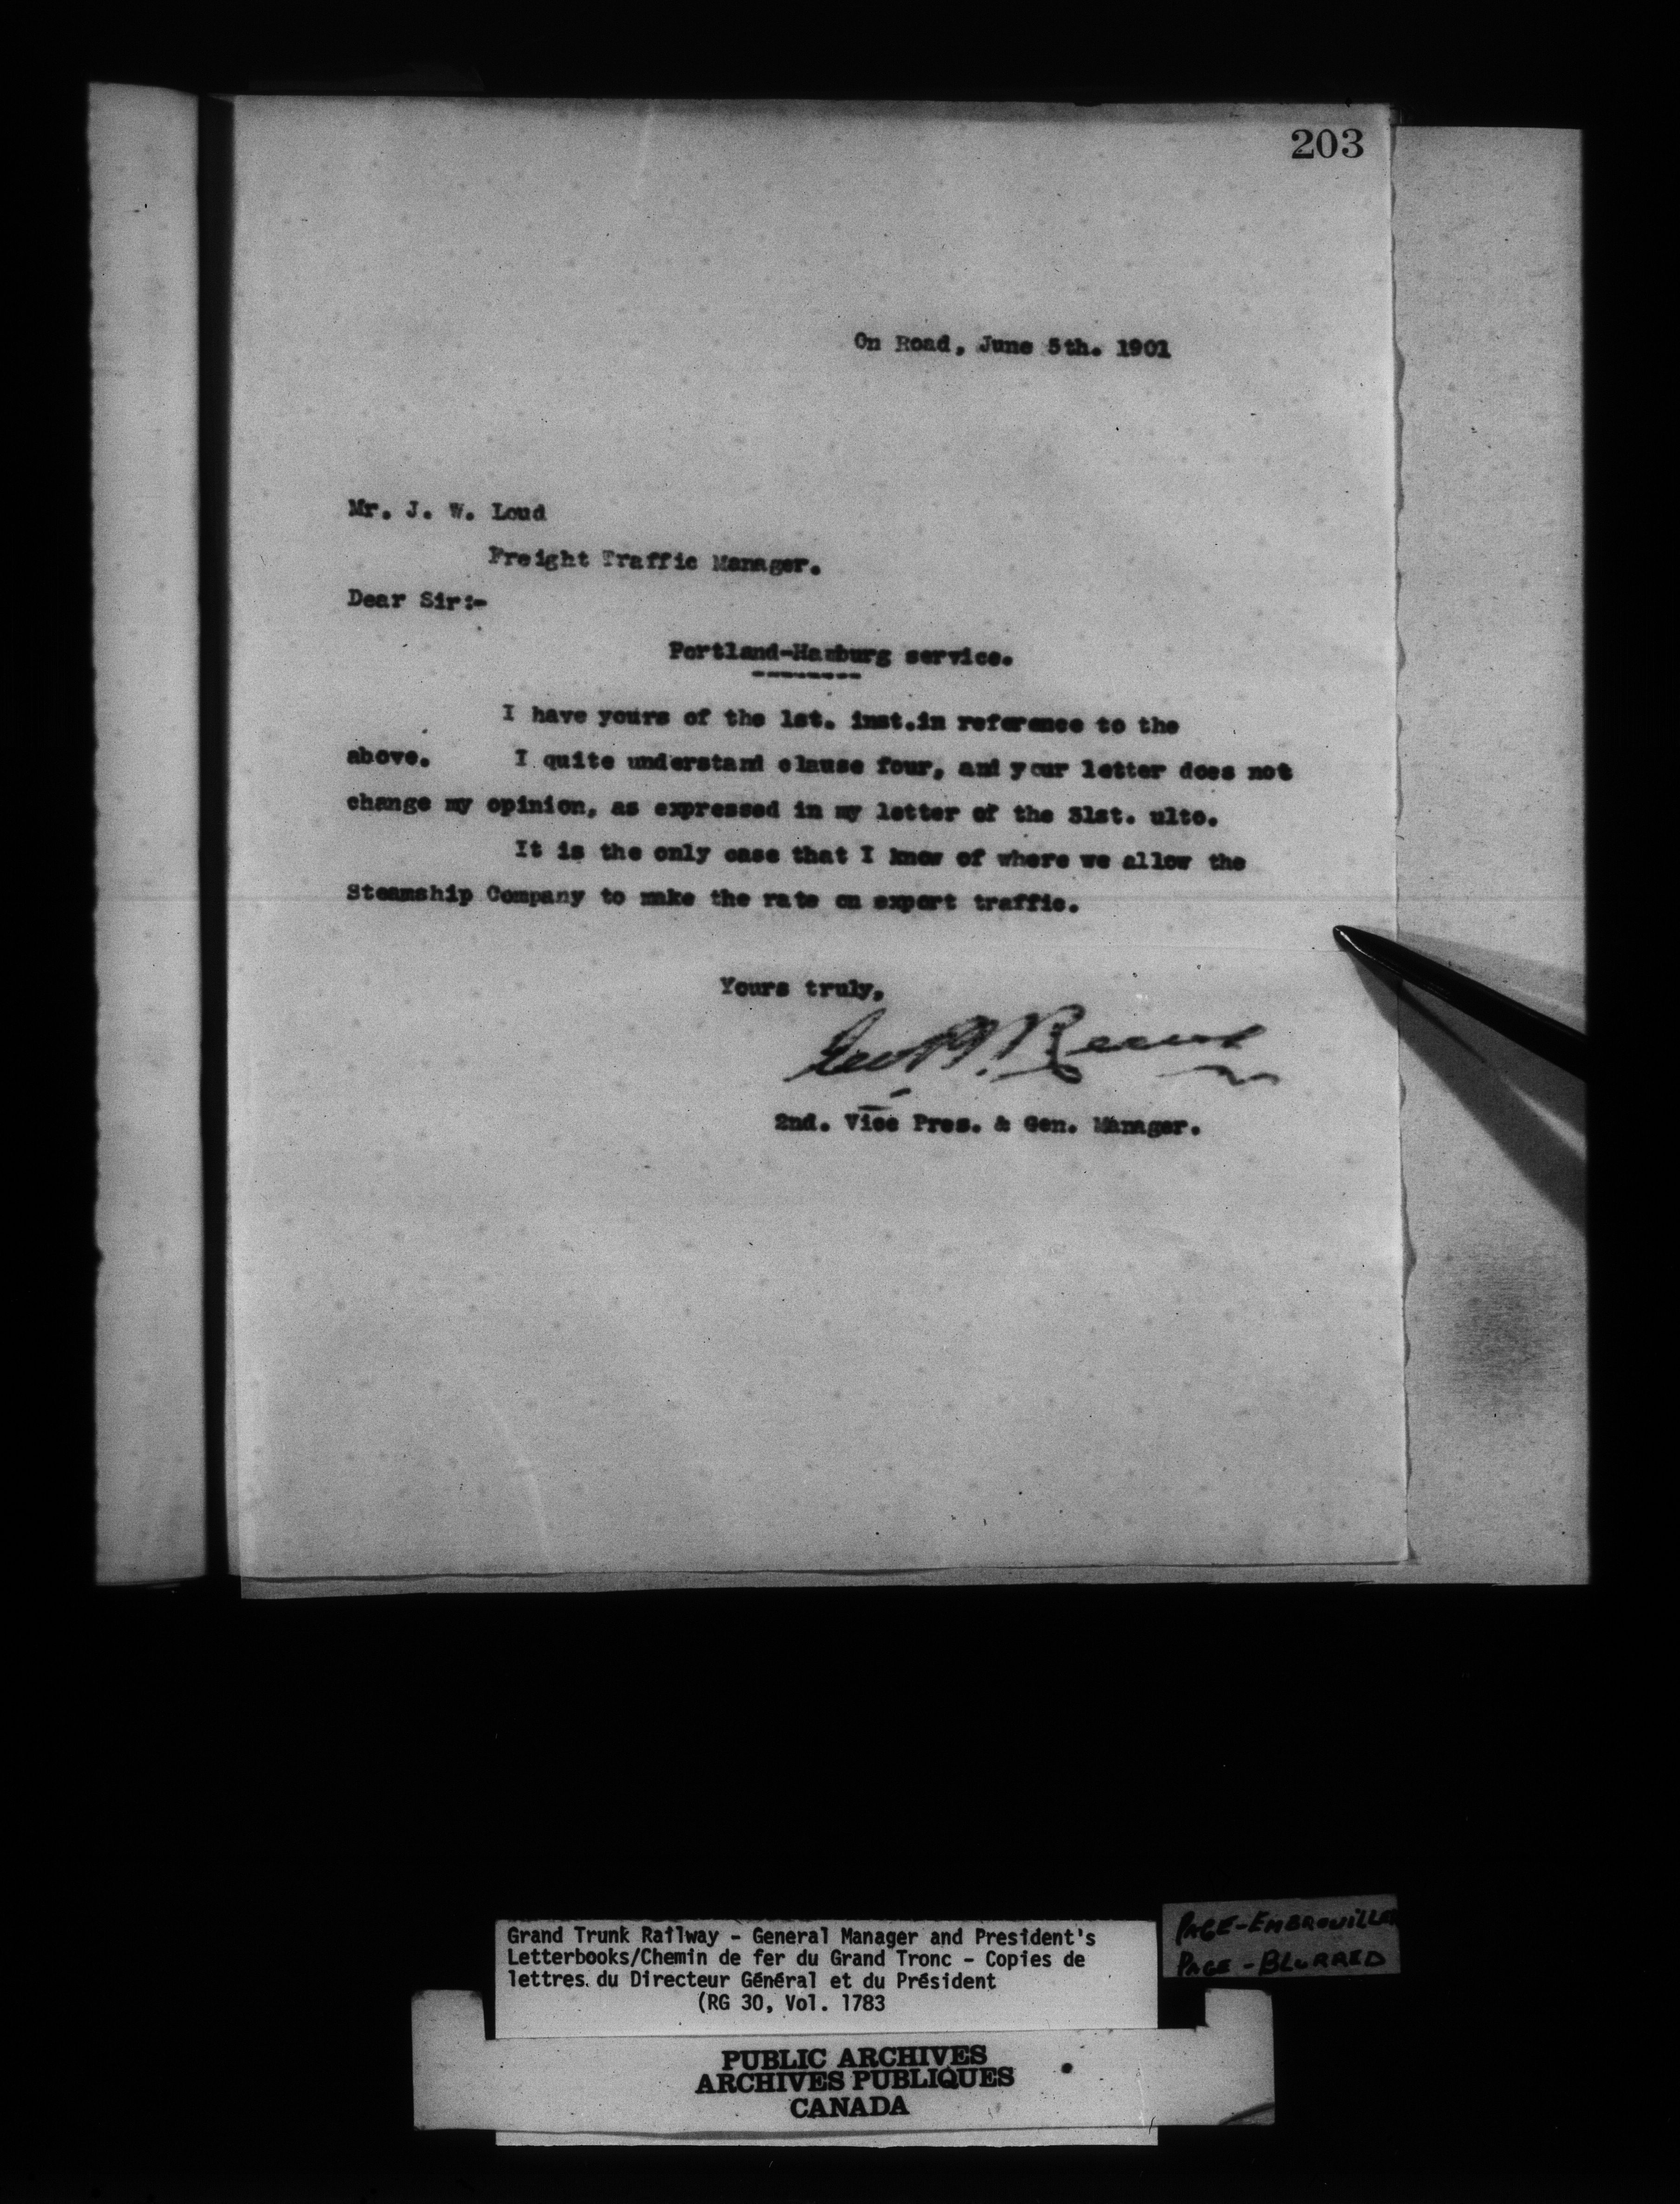 203
On Road, June 5th. 1901
Mr. J. W. Loud
Freight Traffic Manager.
Dear Sir:-
Portland-Hamburg service.
I have yours of the 1st. inst.in reference to the
above. I quite understand clause four, and your letter does not
change my opinion, as expressed in my letter of the 31st. ulto.
It is the only case that I know of where we allow the
Steamship Company to make the rate on export traffic.
Yours truly,
Geo. B. Reeve
2nd. Vice Pres. & Gen. Manager.
Grand Trunk Railway - General Manager and President's
Letterbooks/Chemin de fer du Grand Tronc - Copies de
lettres du Directeur Général et du Président
(RG 30, Vol. 1783
PAGE-EMBROUILLEE
PAGE-BLURRED
PUBLIC ARCHIVES
ARCHIVES PUBLIQUES
CANADA